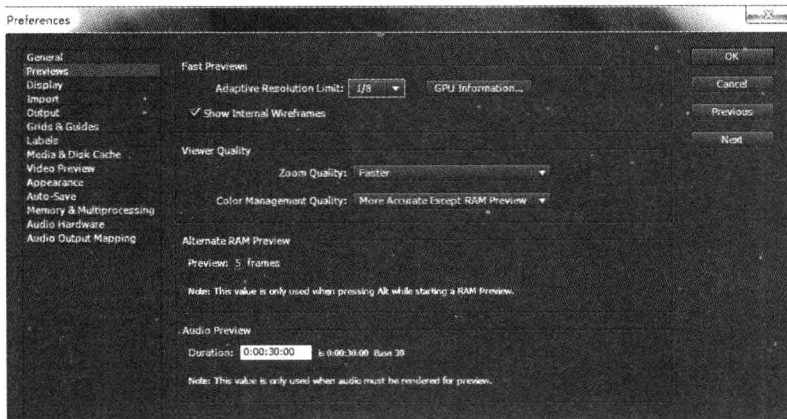 Preferences
General
Previews
Display
Import
Output
Grids & Guides
Labels
Media & Disk Cache
Video Preview
Appearance
Auto-Save
Memory & Multiprocessing
Audio Hardware
Audio Output Mapping
Fast Previews
Adaptive Resolution Limit: 1/8 GPU Information...
Show Internal Wireframes
Viewer Quality
Zoom Quality: Faster
Color Management Quality: More Accurate Except RAM Preview
Alternate RAM Preview
Preview: 5 frames
Note: This value is only used when pressing Alt while starting a RAM Preview.
Audio Preview
Duration: 0:00:30:00 is 0:00:30:00 Base 30
Note: This value is only used when audio must be rendered for preview.
OK
Cancel
Previous
Next